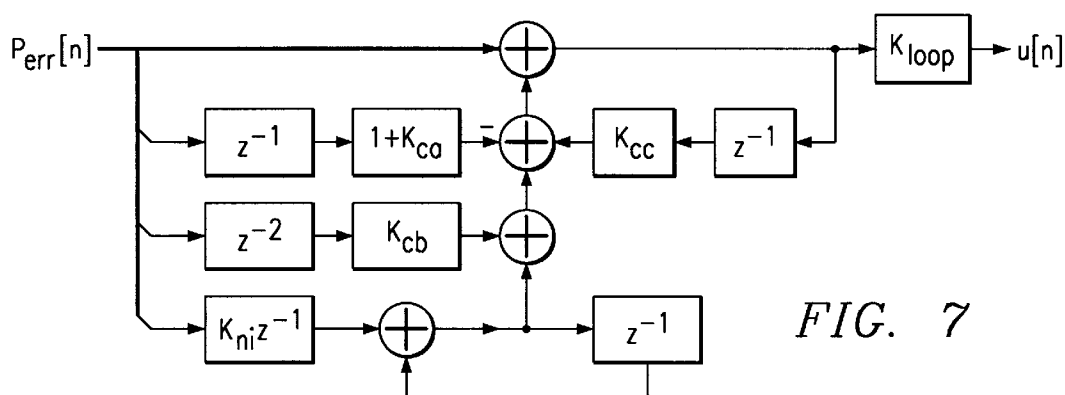 P_err[n]
K_loop
u[n]
z^-1
1+K_ca
−
K_cc
z^-1
z^-2
K_cb
K_ni z^-1
z^-1
FIG. 7